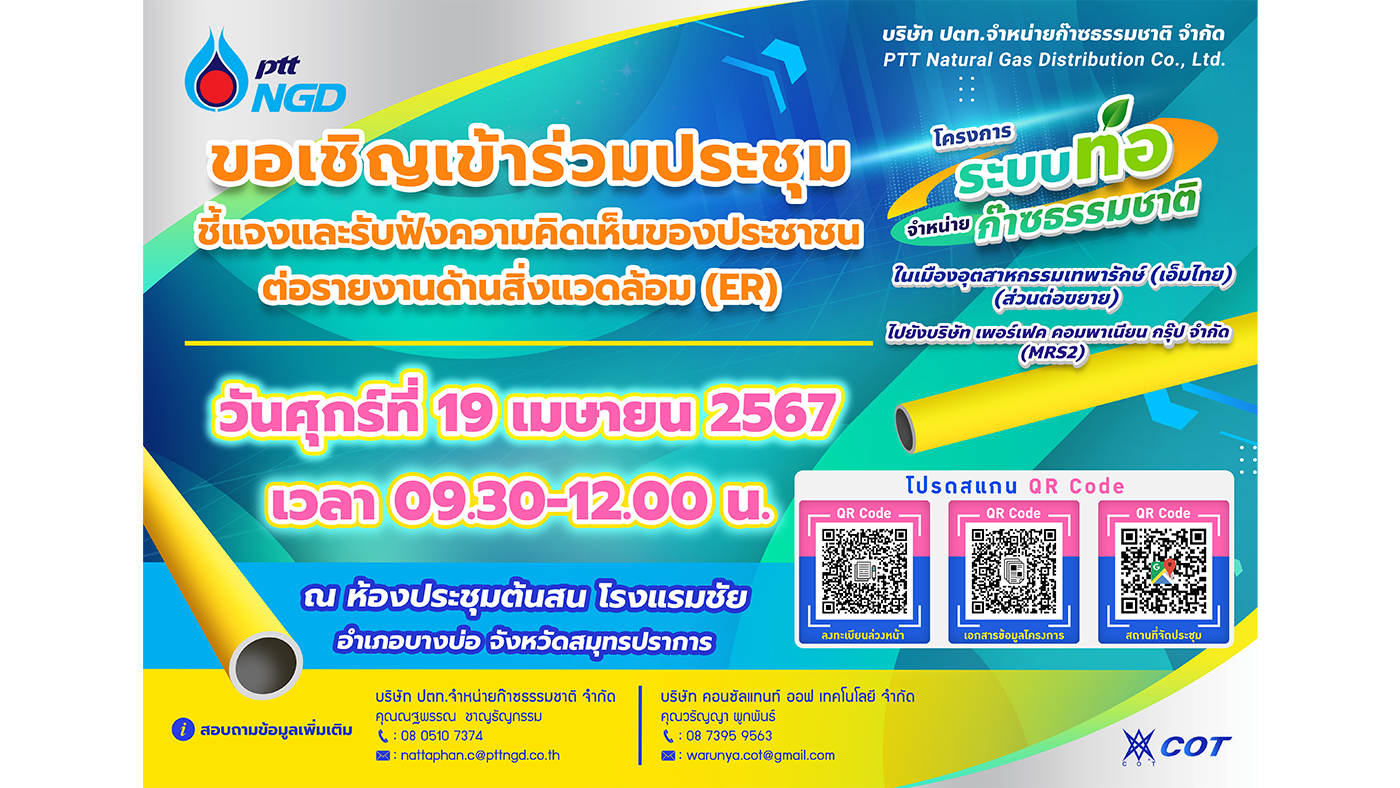 ptt
NGD
บริษัท ปตท.จำหน่ายก๊าซธรรมชาติ จำกัด
PTT Natural Gas Distribution Co., Ltd.
ขอเชิญเข้าร่วมประชุม
ชี้แจงและรับฟังความคิดเห็นของประชาชน
ต่อรายงานด้านสิ่งแวดล้อม (ER)
โครงการ
ระบบท่อ
จำหน่าย ก๊าซธรรมชาติ
ในเมืองอุตสาหกรรมเทพารักษ์ (เอ็มไทย)
(ส่วนต่อขยาย)
ไปยังบริษัท เพอร์เฟค คอมพาเนียน กรุ๊ป จำกัด
(MRS2)
วันศุกร์ที่ 19 เมษายน 2567
เวลา 09.30-12.00 น.
ณ ห้องประชุมต้นสน โรงแรมชัย
อำเภอบางบ่อ จังหวัดสมุทรปราการ
โปรดสแกน QR Code
QR Code QR Code QR Code
ลงทะเบียนล่วงหน้า เอกสารข้อมูลโครงการ สถานที่จัดประชุม
i สอบถามข้อมูลเพิ่มเติม
บริษัท ปตท.จำหน่ายก๊าซธรรมชาติ จำกัด
คุณณฐพรรณ ชาญธัญกรรม
: 08 0510 7374
: nattaphan.c@pttngd.co.th
บริษัท คอนซัลแทนท์ ออฟ เทคโนโลยี จำกัด
คุณวรัญญา ผูกพันธ์
: 08 7395 9563
: warunya.cot@gmail.com
COT
COT